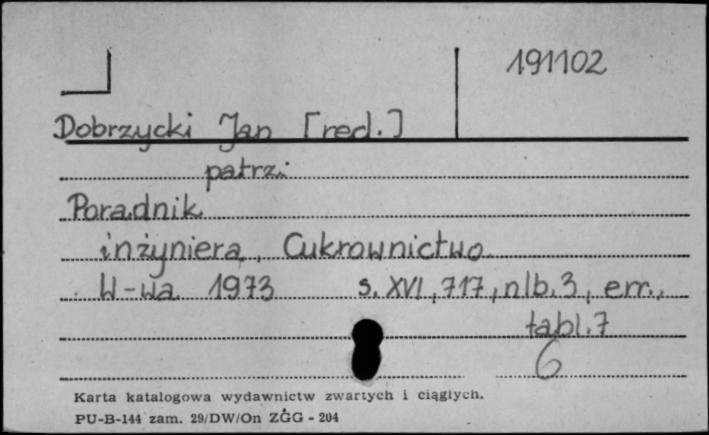 191102
Dobrzycki Jan [red.]
patrz:
Poradnik
inżyniera, Cukrownictwo
W-wa 1973 s. XVI, 717, nlb. 3, err.,
tabl. 7
6
Karta katalogowa wydawnictw zwartych i ciągłych.
PU-B-144 zam. 29/DW/On ZGG - 204